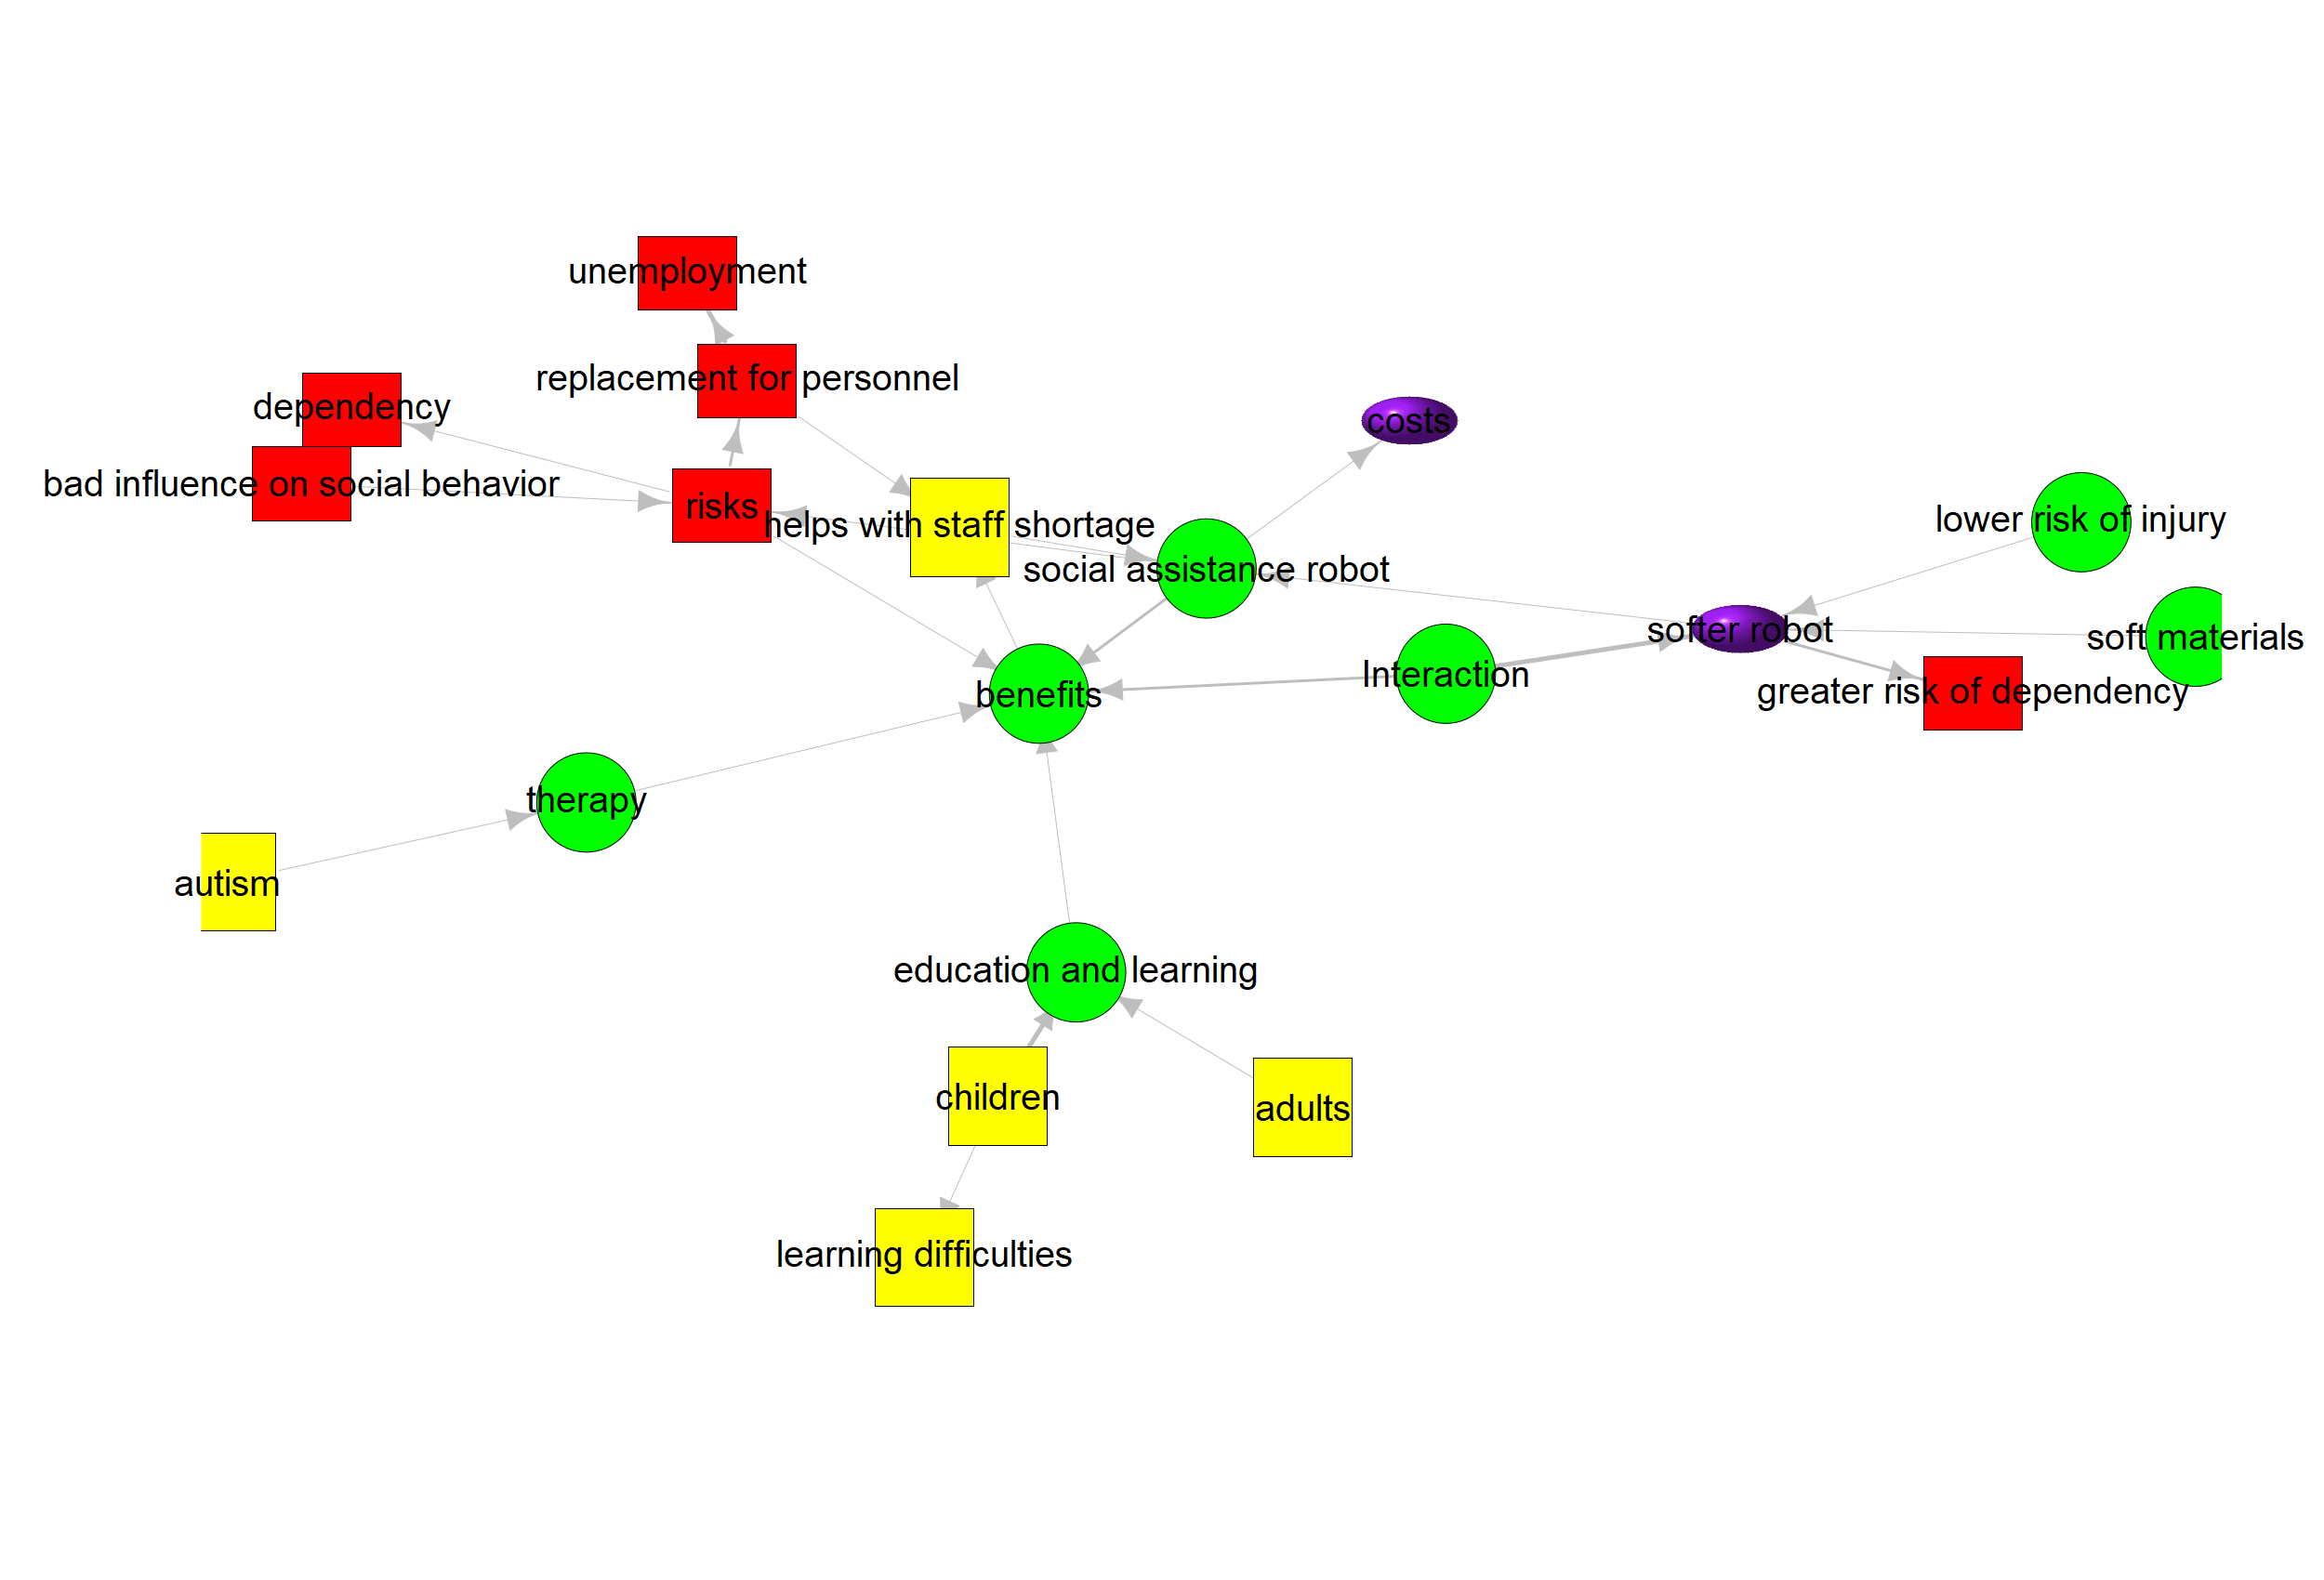 unemployment
replacement for personnel
dependency
costs
bad influence on social behavior
risks
helps with staff shortage
lower risk of injury
social assistance robot
softer robot
soft materials
Interaction
greater risk of dependency
benefits
therapy
autism
education and learning
children
adults
learning difficulties